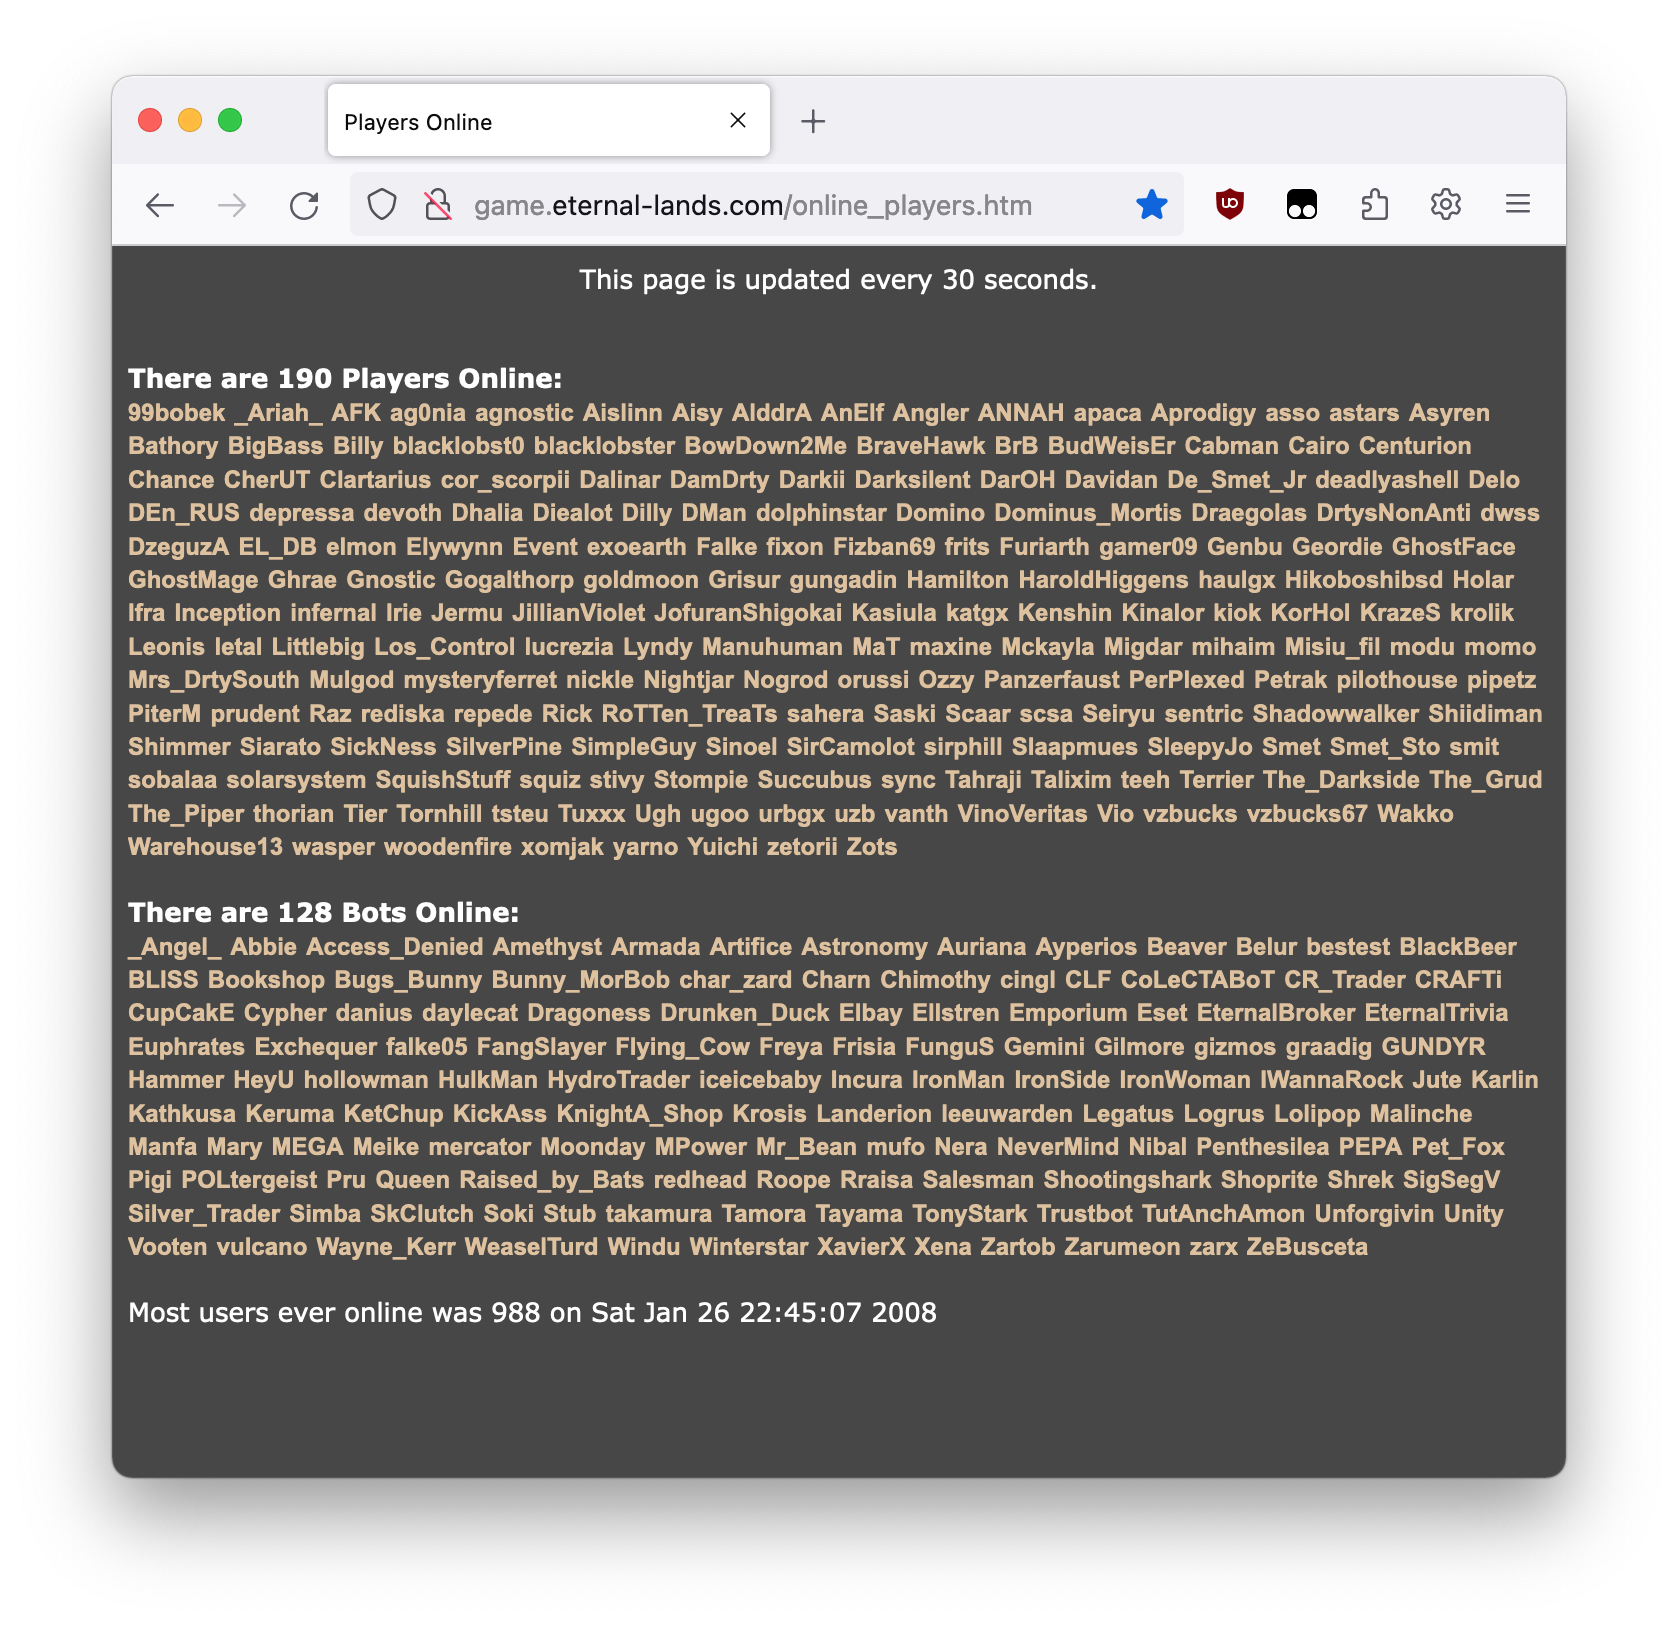 Players Online
game.eternal-lands.com/online_players.htm
This page is updated every 30 seconds.
There are 190 Players Online:
99bobek _Ariah_ AFK ag0nia agnostic Aislinn Aisy AlddrA AnElf Angler ANNAH apaca Aprodigy asso astars Asyren
Bathory BigBass Billy blacklobst0 blacklobster BowDown2Me BraveHawk BrB BudWeisEr Cabman Cairo Centurion
Chance CherUT Clartarius cor_scorpii Dalinar DamDrty Darkii Darksilent DarOH Davidan De_Smet_Jr deadlyashell Delo
DEn_RUS depressa devoth Dhalia Diealot Dilly DMan dolphinstar Domino Dominus_Mortis Draegolas DrtysNonAnti dwss
DzeguzA EL_DB elmon Elywynn Event exoearth Falke fixon Fizban69 frits Furiarth gamer09 Genbu Geordie GhostFace
GhostMage Ghrae Gnostic Gogalthorp goldmoon Grisur gungadin Hamilton HaroldHiggens haulgx Hikoboshibsd Holar
Ifra Inception infernal Irie Jermu JillianViolet JofuranShigokai Kasiula katgx Kenshin Kinalor kiok KorHol KrazeS krolik
Leonis letal Littlebig Los_Control lucrezia Lyndy Manuhuman MaT maxine Mckayla Migdar mihaim Misiu_fil modu momo
Mrs_DrtySouth Mulgod mysteryferret nickle Nightjar Nogrod orussi Ozzy Panzerfaust PerPlexed Petrak pilothouse pipetz
PiterM prudent Raz rediska repede Rick RoTTen_TreaTs sahera Saski Scaar scsa Seiryu sentric Shadowwalker Shiidiman
Shimmer Siarato SickNess SilverPine SimpleGuy Sinoel SirCamolot sirphill Slaapmues SleepyJo Smet Smet_Sto smit
sobalaa solarsystem SquishStuff squiz stivy Stompie Succubus sync Tahraji Talixim teeh Terrier The_Darkside The_Grud
The_Piper thorian Tier Tornhill tsteu Tuxxx Ugh ugoo urbgx uzb vanth VinoVeritas Vio vzbucks vzbucks67 Wakko
Warehouse13 wasper woodenfire xomjak yarno Yuichi zetorii Zots
There are 128 Bots Online:
_Angel_ Abbie Access_Denied Amethyst Armada Artifice Astronomy Auriana Ayperios Beaver Belur bestest BlackBeer
BLISS Bookshop Bugs_Bunny Bunny_MorBob char_zard Charn Chimothy cingl CLF CoLeCTABoT CR_Trader CRAFTi
CupCakE Cypher danius daylecat Dragoness Drunken_Duck Elbay Ellstren Emporium Eset EternalBroker EternalTrivia
Euphrates Exchequer falke05 FangSlayer Flying_Cow Freya Frisia FunguS Gemini Gilmore gizmos graadig GUNDYR
Hammer HeyU hollowman HulkMan HydroTrader iceicebaby Incura IronMan IronSide IronWoman IWannaRock Jute Karlin
Kathkusa Keruma KetChup KickAss KnightA_Shop Krosis Landerion leeuwarden Legatus Logrus Lolipop Malinche
Manfa Mary MEGA Meike mercator Moonday MPower Mr_Bean mufo Nera NeverMind Nibal Penthesilea PEPA Pet_Fox
Pigi POLtergeist Pru Queen Raised_by_Bats redhead Roope Rraisa Salesman Shootingshark Shoprite Shrek SigSegV
Silver_Trader Simba SkClutch Soki Stub takamura Tamora Tayama TonyStark Trustbot TutAnchAmon Unforgivin Unity
Vooten vulcano Wayne_Kerr WeaselTurd Windu Winterstar XavierX Xena Zartob Zarumeon zarx ZeBusceta
Most users ever online was 988 on Sat Jan 26 22:45:07 2008